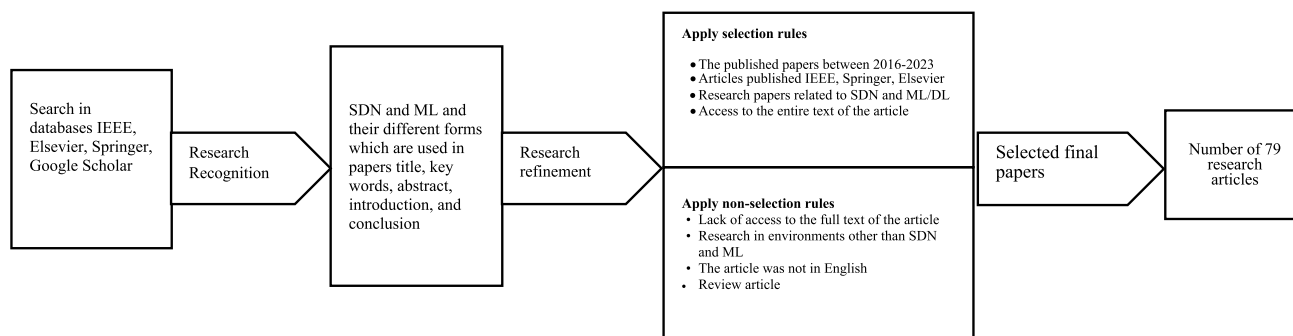 Search in
databases IEEE,
Elsevier, Springer,
Google Scholar
Research
Recognition
SDN and ML and
their different forms
which are used in
papers title, key
words, abstract,
introduction, and
conclusion
Research
refinement
Apply selection rules
• The published papers between 2016-2023
• Articles published IEEE, Springer, Elsevier
• Research papers related to SDN and ML/DL
• Access to the entire text of the article
Apply non-selection rules
• Lack of access to the full text of the article
• Research in environments other than SDN
and ML
• The article was not in English
• Review article
Selected final
papers
Number of 79
research
articles